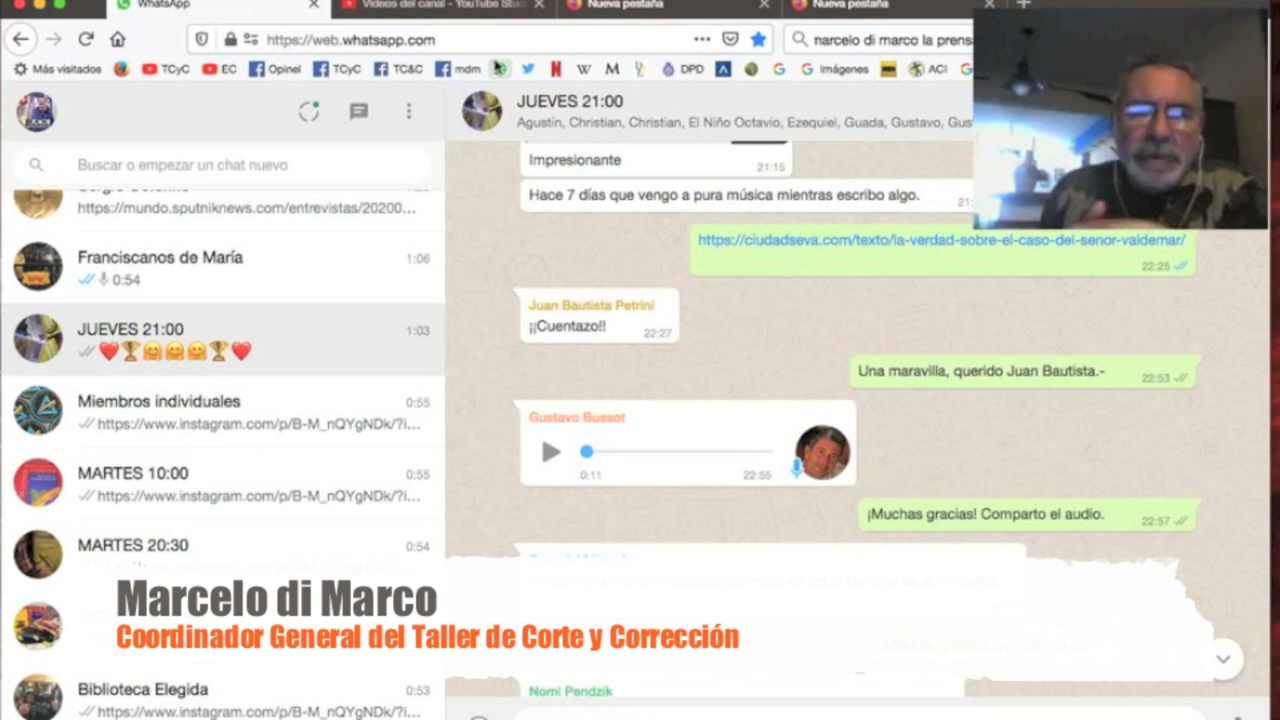 WhatsApp
Videos del canal - YouTube Stu
Nueva pestaña
Nueva pestaña
https://web.whatsapp.com
narcelo di marco la prensa
Más visitados
TCyC
EC
Opinel
TCyC
TC&C
mdm
DPD
Imágenes
ACI
JUEVES 21:00
Agustín, Christian, Christian, El Niño Octavio, Ezequiel, Guada, Gustavo, Gus
Buscar o empezar un chat nuevo
https://mundo.sputniknews.com/entrevistas/20200...
Franciscanos de María
1:06
0:54
JUEVES 21:00
1:03
❤️🏆🤗🤗🤗🏆❤️
Miembros individuales
0:55
https://www.instagram.com/p/B-M_nQYgNDk/?i...
MARTES 10:00
0:55
https://www.instagram.com/p/B-M_nQYgNDk/?i...
MARTES 20:30
0:54
Biblioteca Elegida
0:53
https://www.instagram.com/p/B-M_nQYgNDk/?i...
Impresionante
21:15
Hace 7 días que vengo a pura música mientras escribo algo.
21:
https://ciudadseva.com/texto/la-verdad-sobre-el-caso-del-senor-valdemar/
22:25
Juan Bautista Petrini
¡¡Cuentazo!!
22:27
Una maravilla, querido Juan Bautista.-
22:53
Gustavo Bussot
0:11
22:55
¡Muchas gracias! Comparto el audio.
22:57
Nomi Pendzik
Marcelo di Marco
Coordinador General del Taller de Corte y Corrección